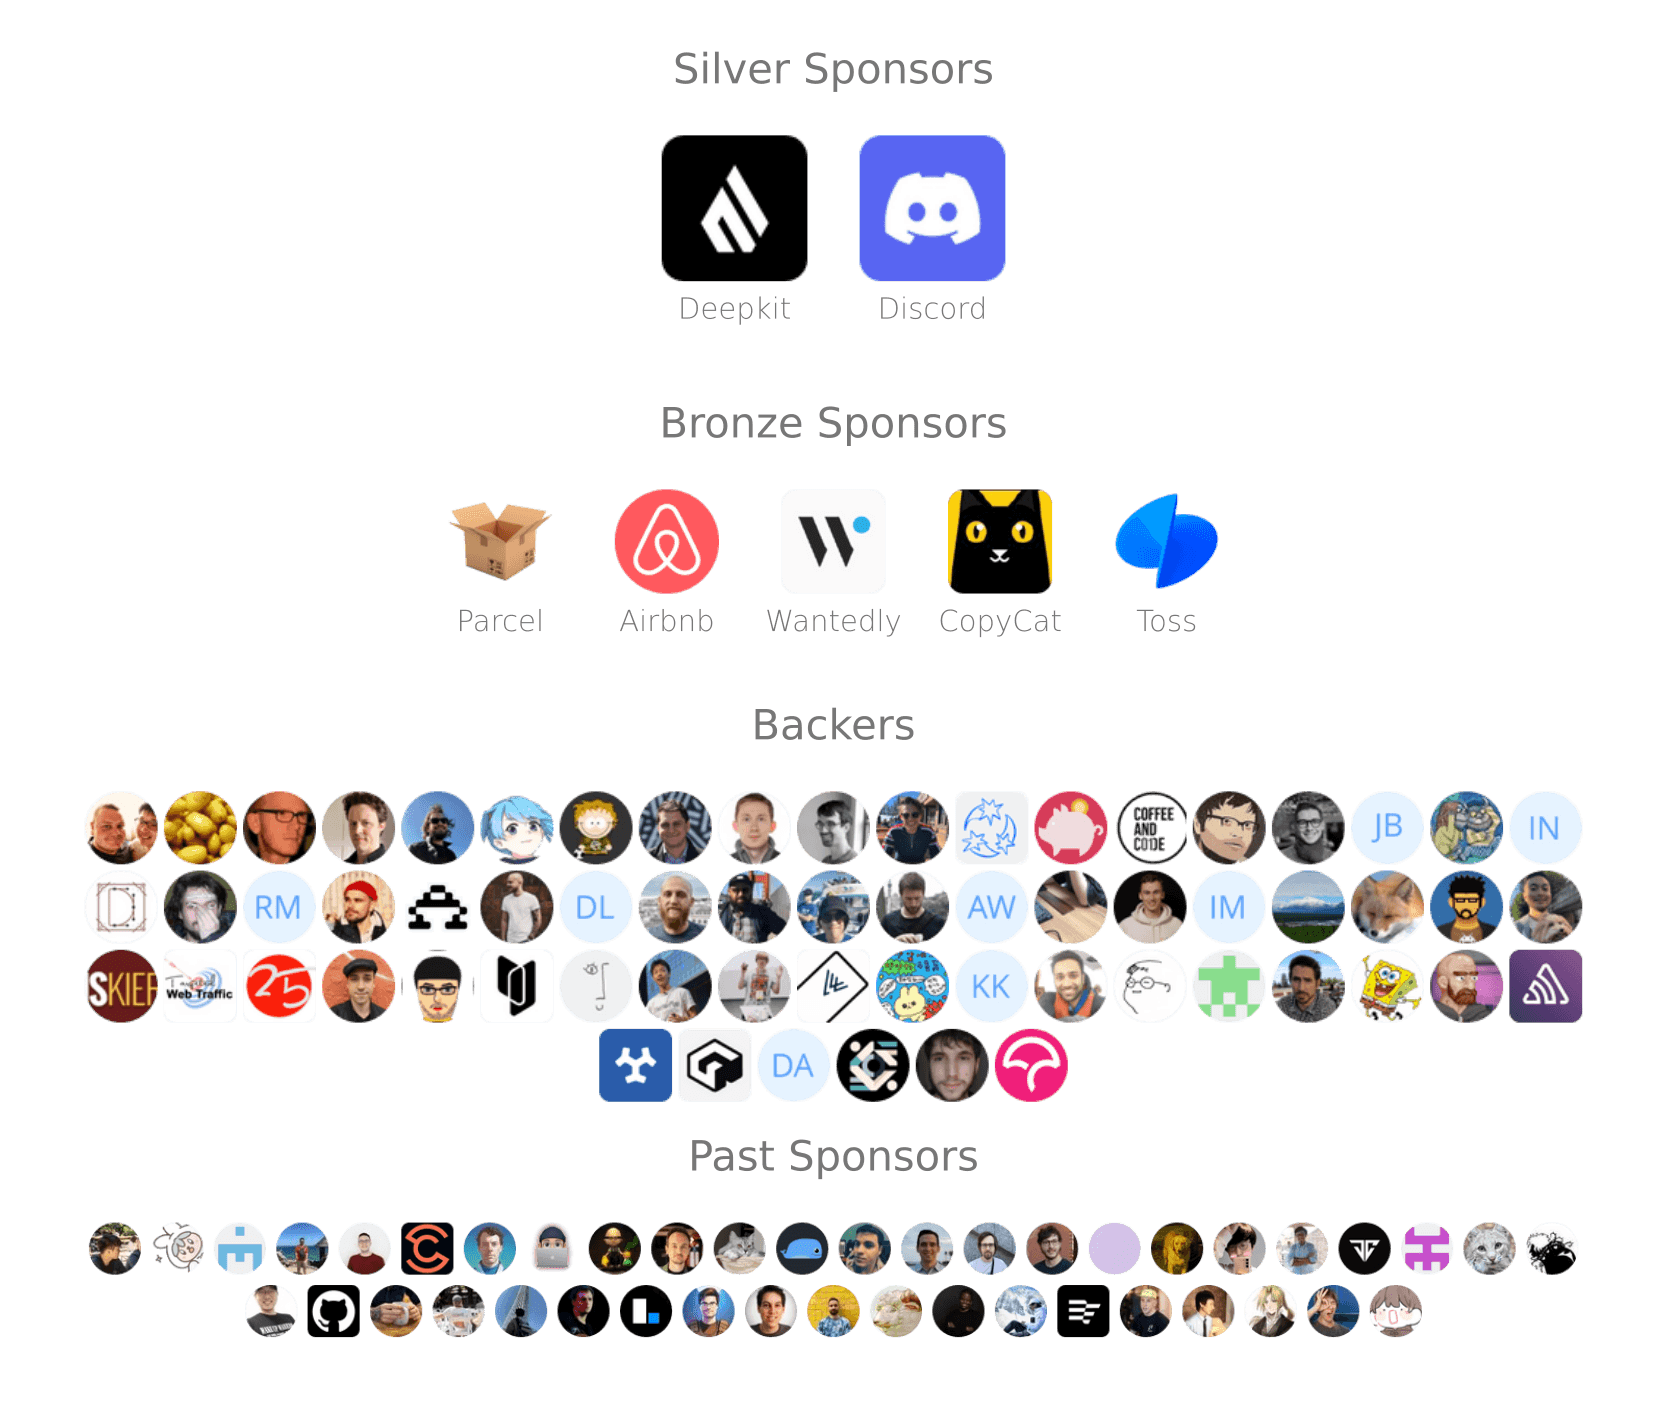 Silver Sponsors
Deepkit
Discord
Bronze Sponsors
Parcel
Airbnb
Wantedly
CopyCat
Toss
Backers
COFFEE
AND
CODE
JB
IN
RM
DL
AW
IM
SKIEF
Web Traffic
25
KK
DA
Past Sponsors